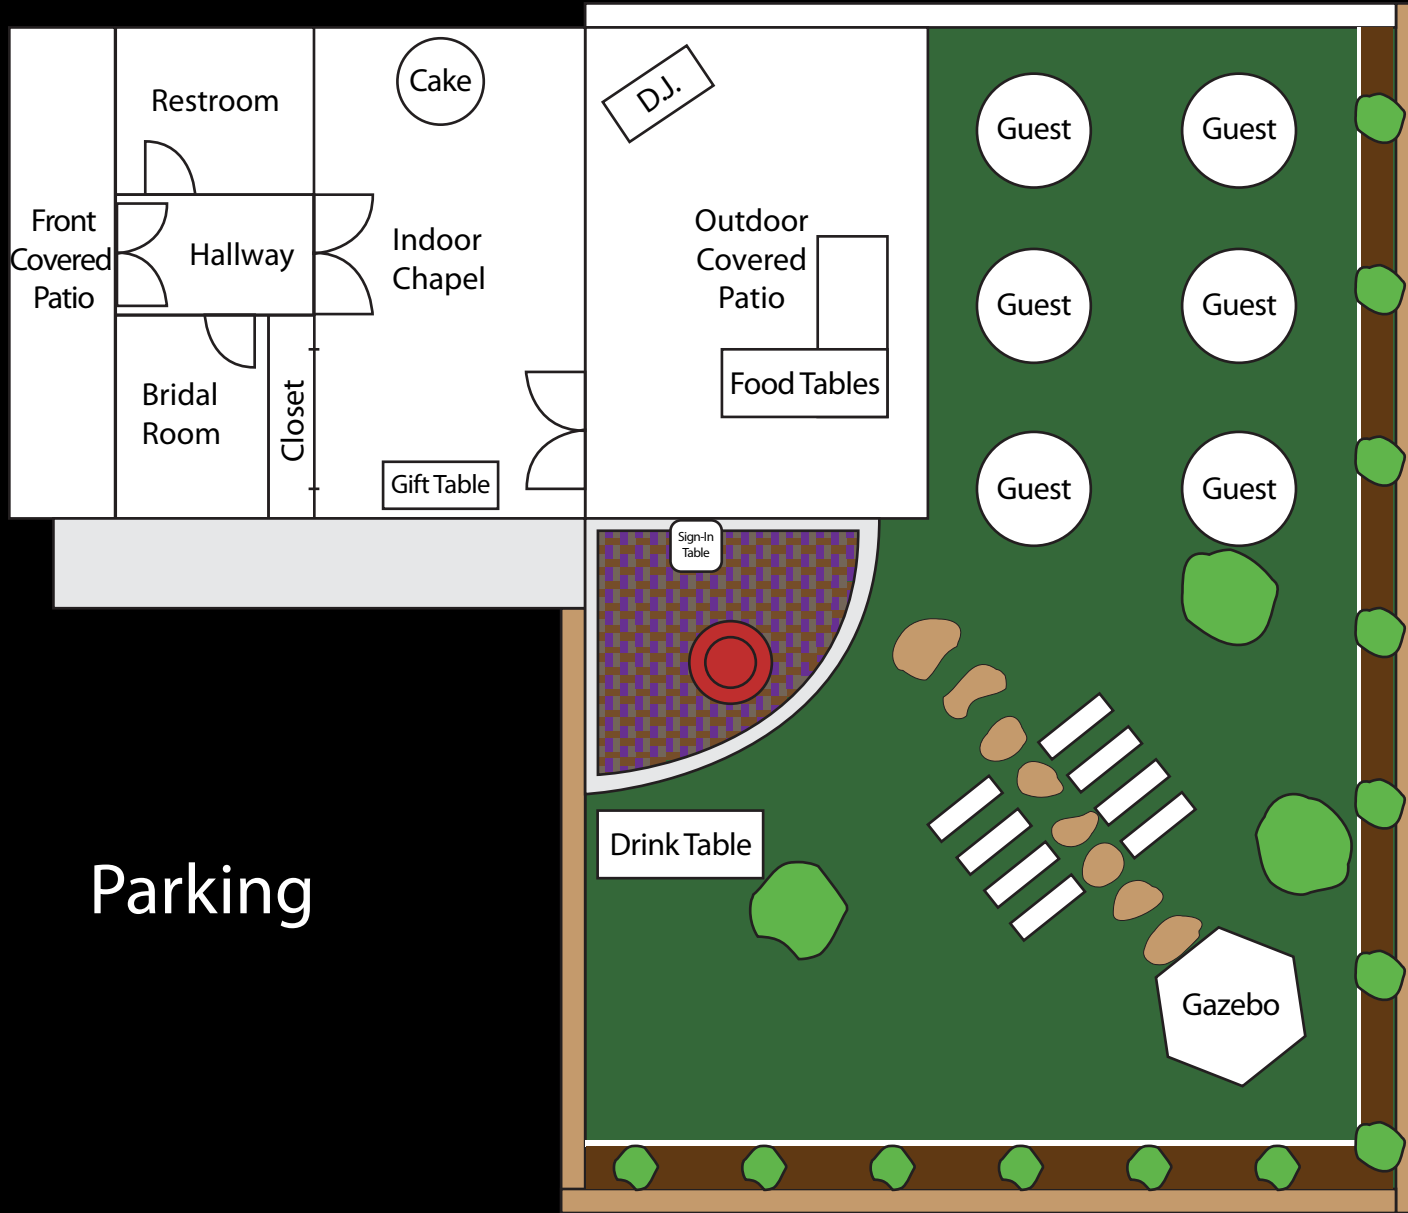 Cake
D.J.
Guest
Guest
Restroom
Front
Covered
Patio
Hallway
Indoor
Chapel
Outdoor
Covered
Patio
Guest
Guest
Bridal
Room
Closet
Food Tables
Gift Table
Guest
Guest
Sign-In
Table
Drink Table
Parking
Gazebo